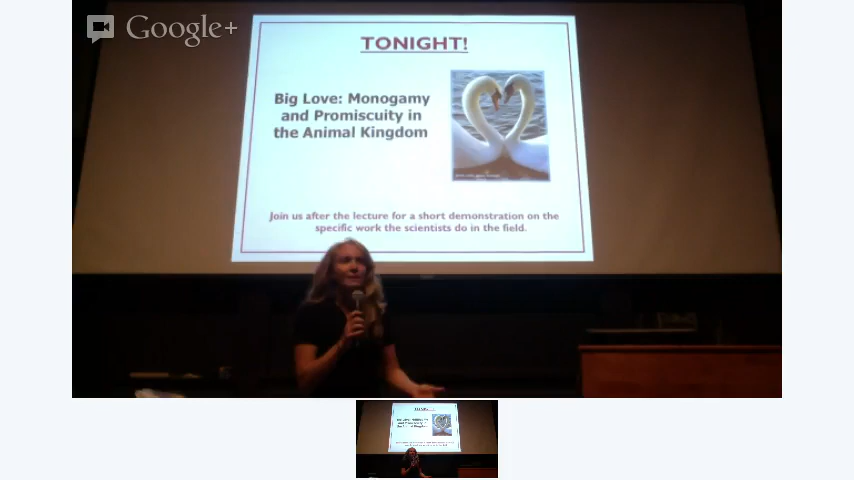 Google+
TONIGHT!
Big Love: Monogamy
and Promiscuity in
the Animal Kingdom
Join us after the lecture for a short demonstration on the
specific work the scientists do in the field.